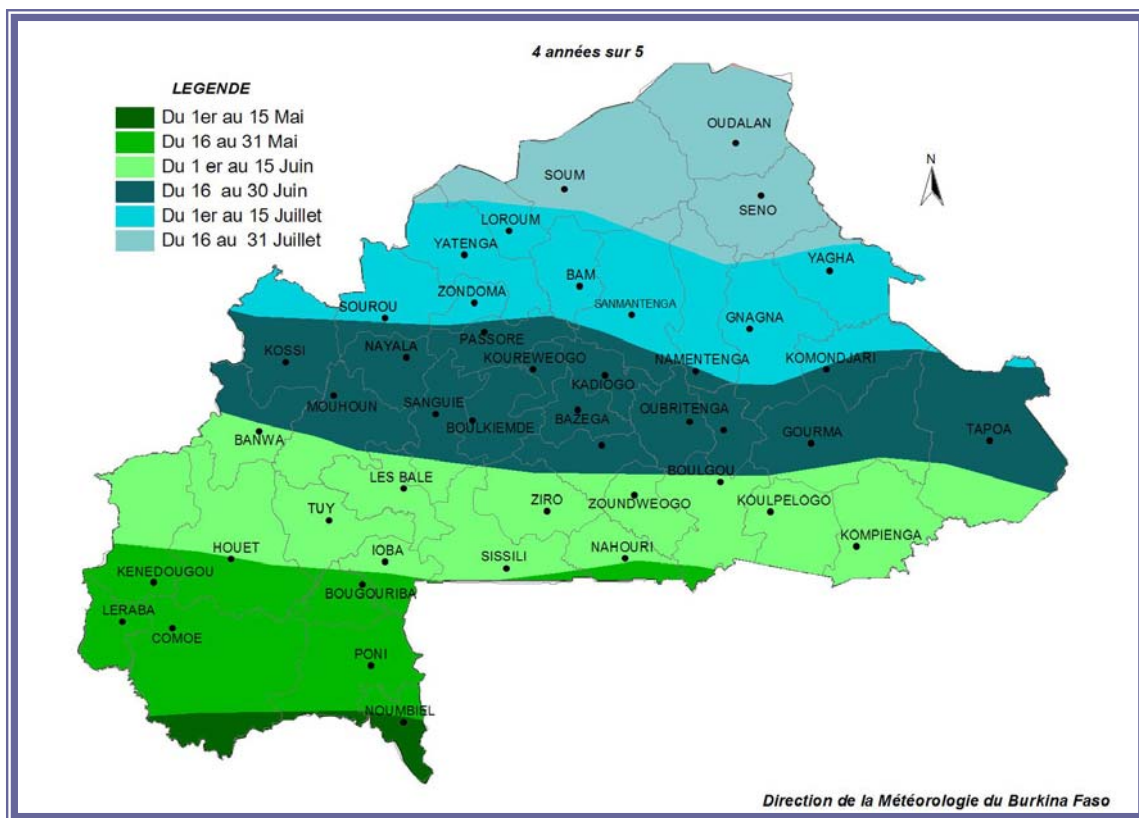 4 années sur 5
LEGENDE
Du 1er au 15 Mai
Du 16 au 31 Mai
Du 1 er au 15 Juin
Du 16 au 30 Juin
Du 1er au 15 Juillet
Du 16 au 31 Juillet
N
OUDALAN
SOUM
SENO
LOROUM
YATENGA
YAGHA
BAM
ZONDOMA
SANMANTENGA
SOUROU
GNAGNA
PASSORE
KOSSI
NAYALA
KOUREWEOGO
NAMENTENGA
KOMONDJARI
KADIOGO
MOUHOUN
SANGUIE
BAZEGA
OUBRITENGA
BOULKIEMDE
BANWA
GOURMA
TAPOA
BOULGOU
LES BALE
ZIRO
ZOUNDWEOGO
KOULPELOGO
TUY
KOMPIENGA
HOUET
IOBA
SISSILI
NAHOURI
KENEDOUGOU
BOUGOURIBA
LERABA
COMOE
PONI
NOUMBIEL
Direction de la Météorologie du Burkina Faso